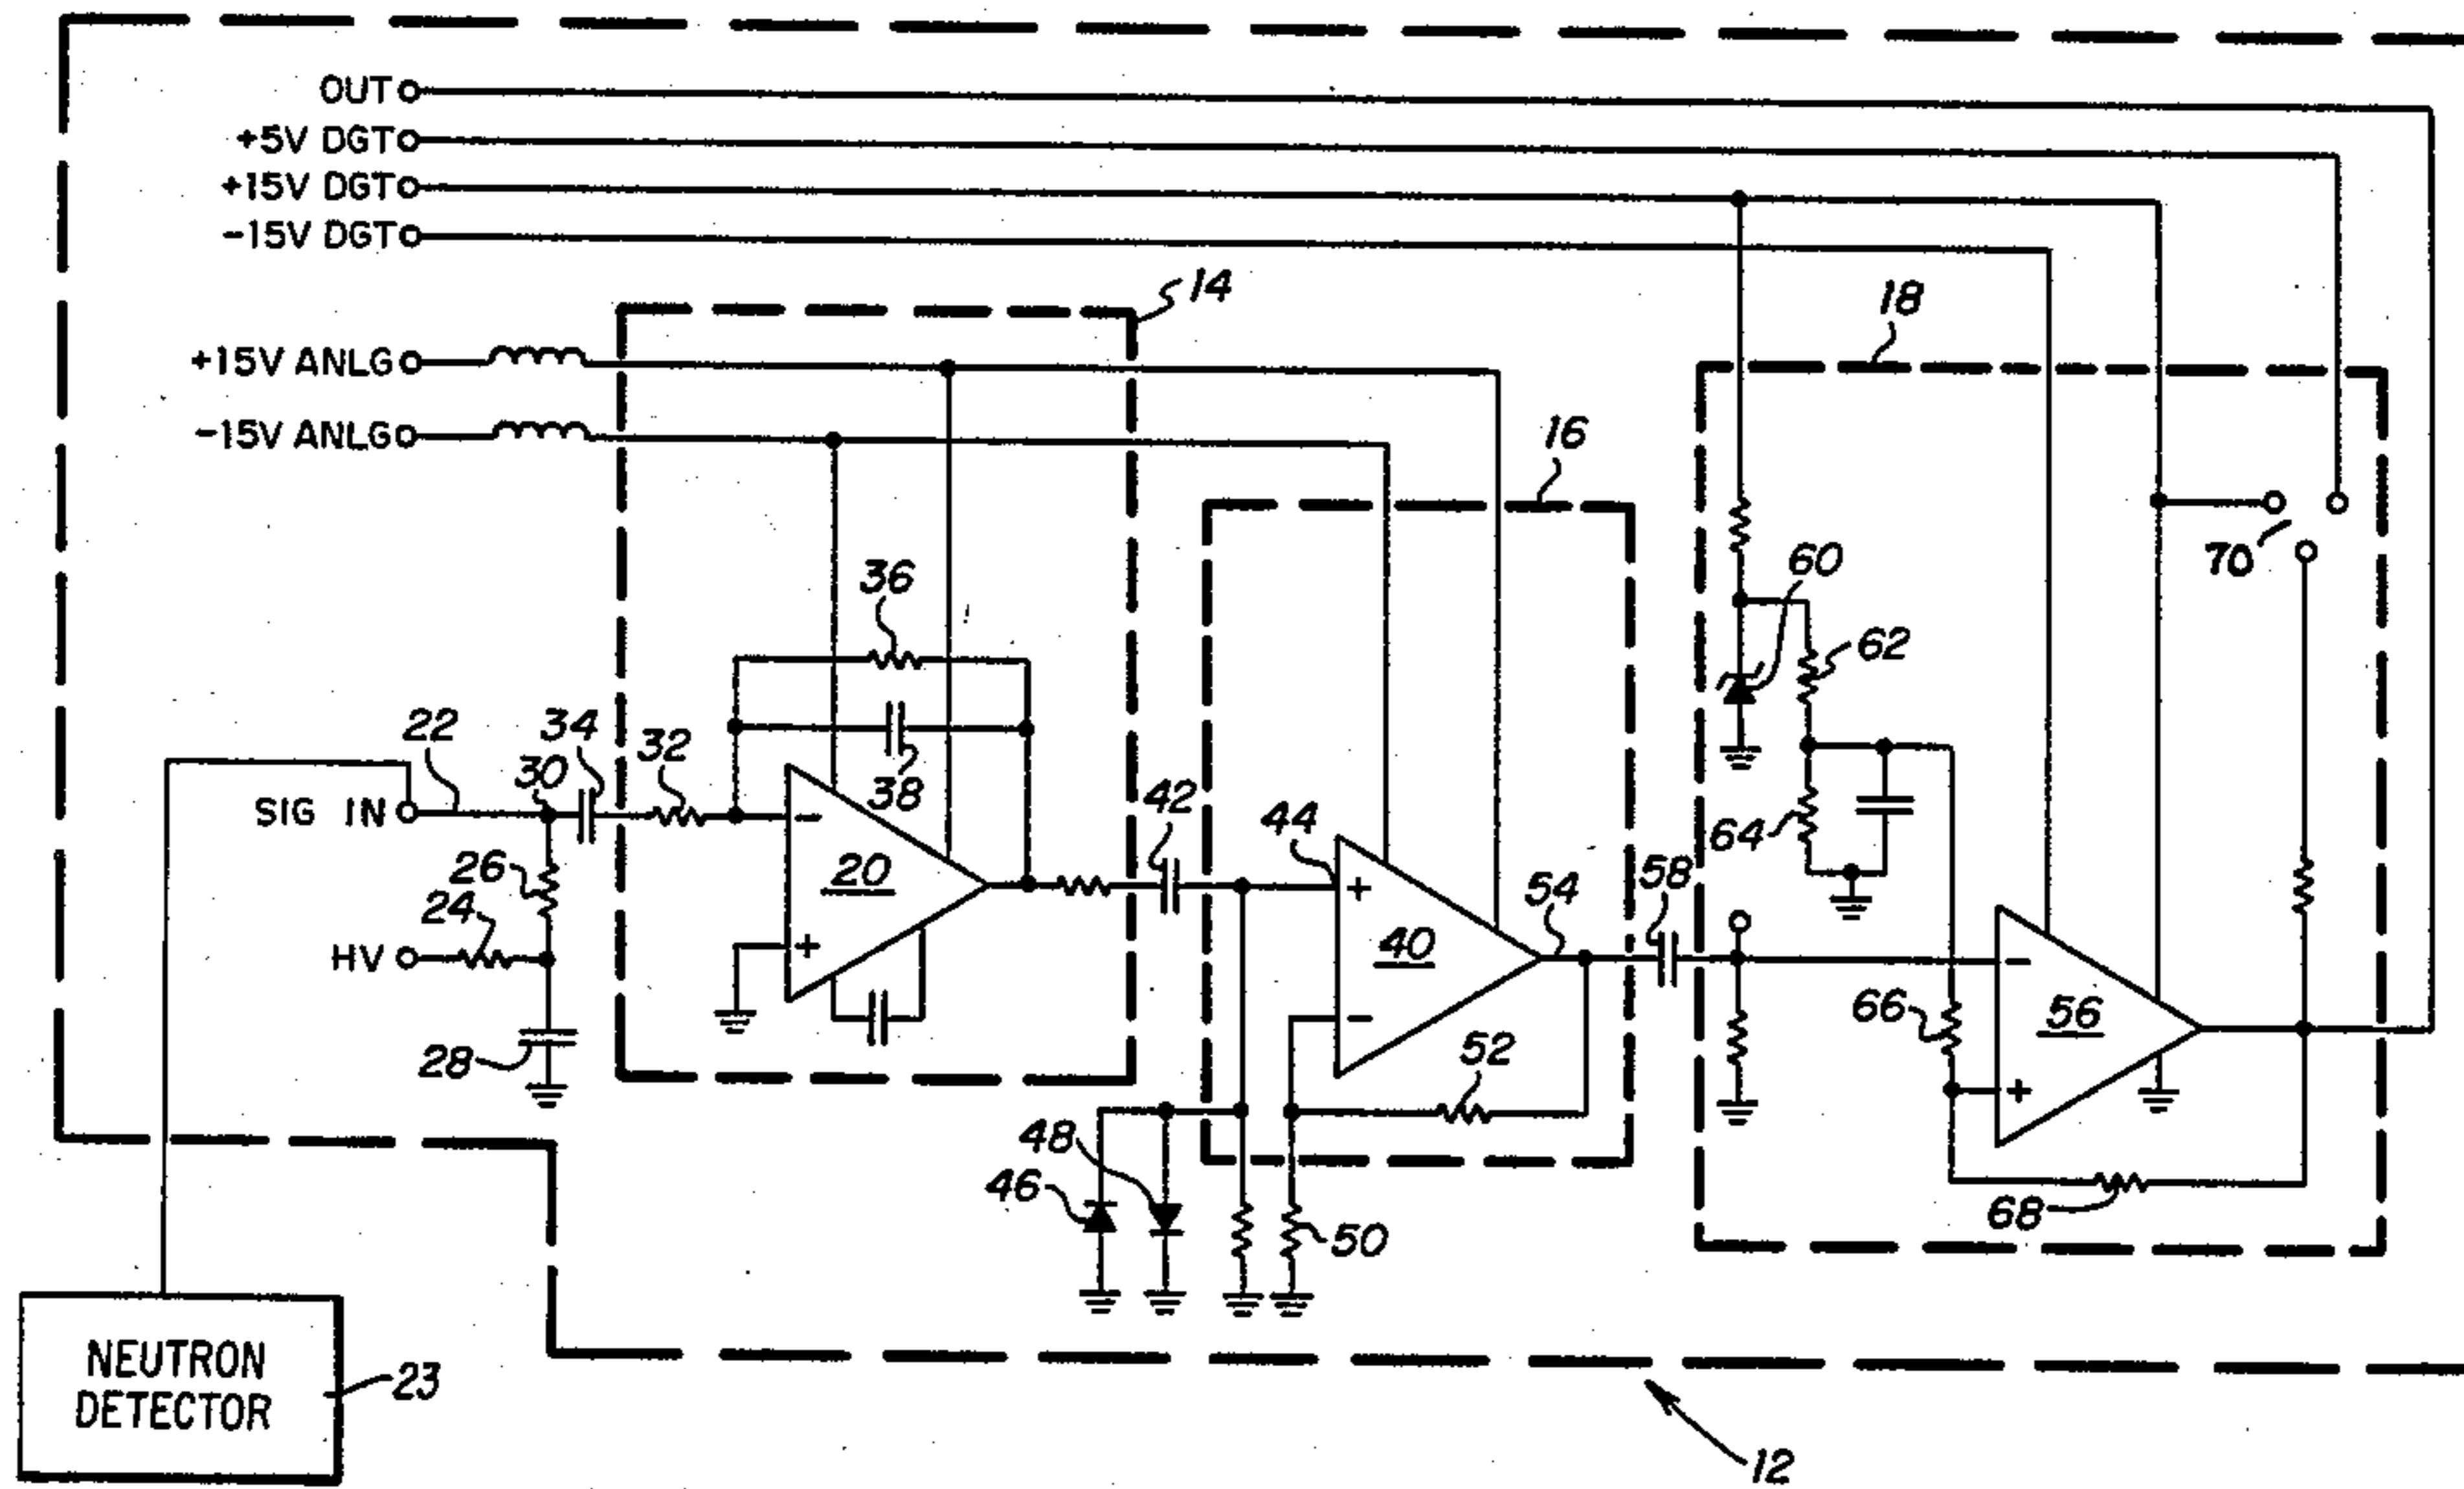 OUT
+5V DGT
+15V DGT
-15V DGT
14
18
+15V ANLG
-15V ANLG
16
36
60
70
62
22
34
32
30
38
SIG IN
42
44
64
26
20
58
24
54
40
HV
66
56
28
52
48
46
68
50
NEUTRON
DETECTOR
23
12
- + + - - +